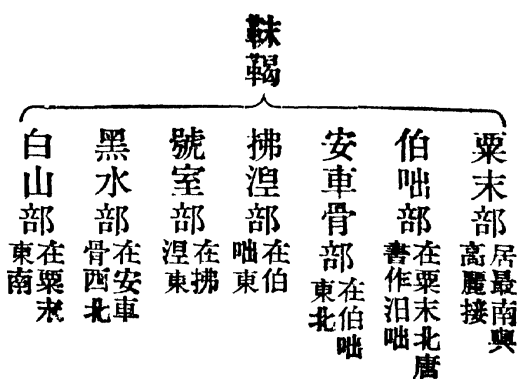 靺鞨
粟末部
居最南與
高麗接
伯咄部
在粟末北唐
書作汨咄
安車骨部
在伯咄
東北
拂湼部
在伯
咄東
號室部
在拂
湼東
黑水部
在安車
骨西北
白山部
在粟末
東南